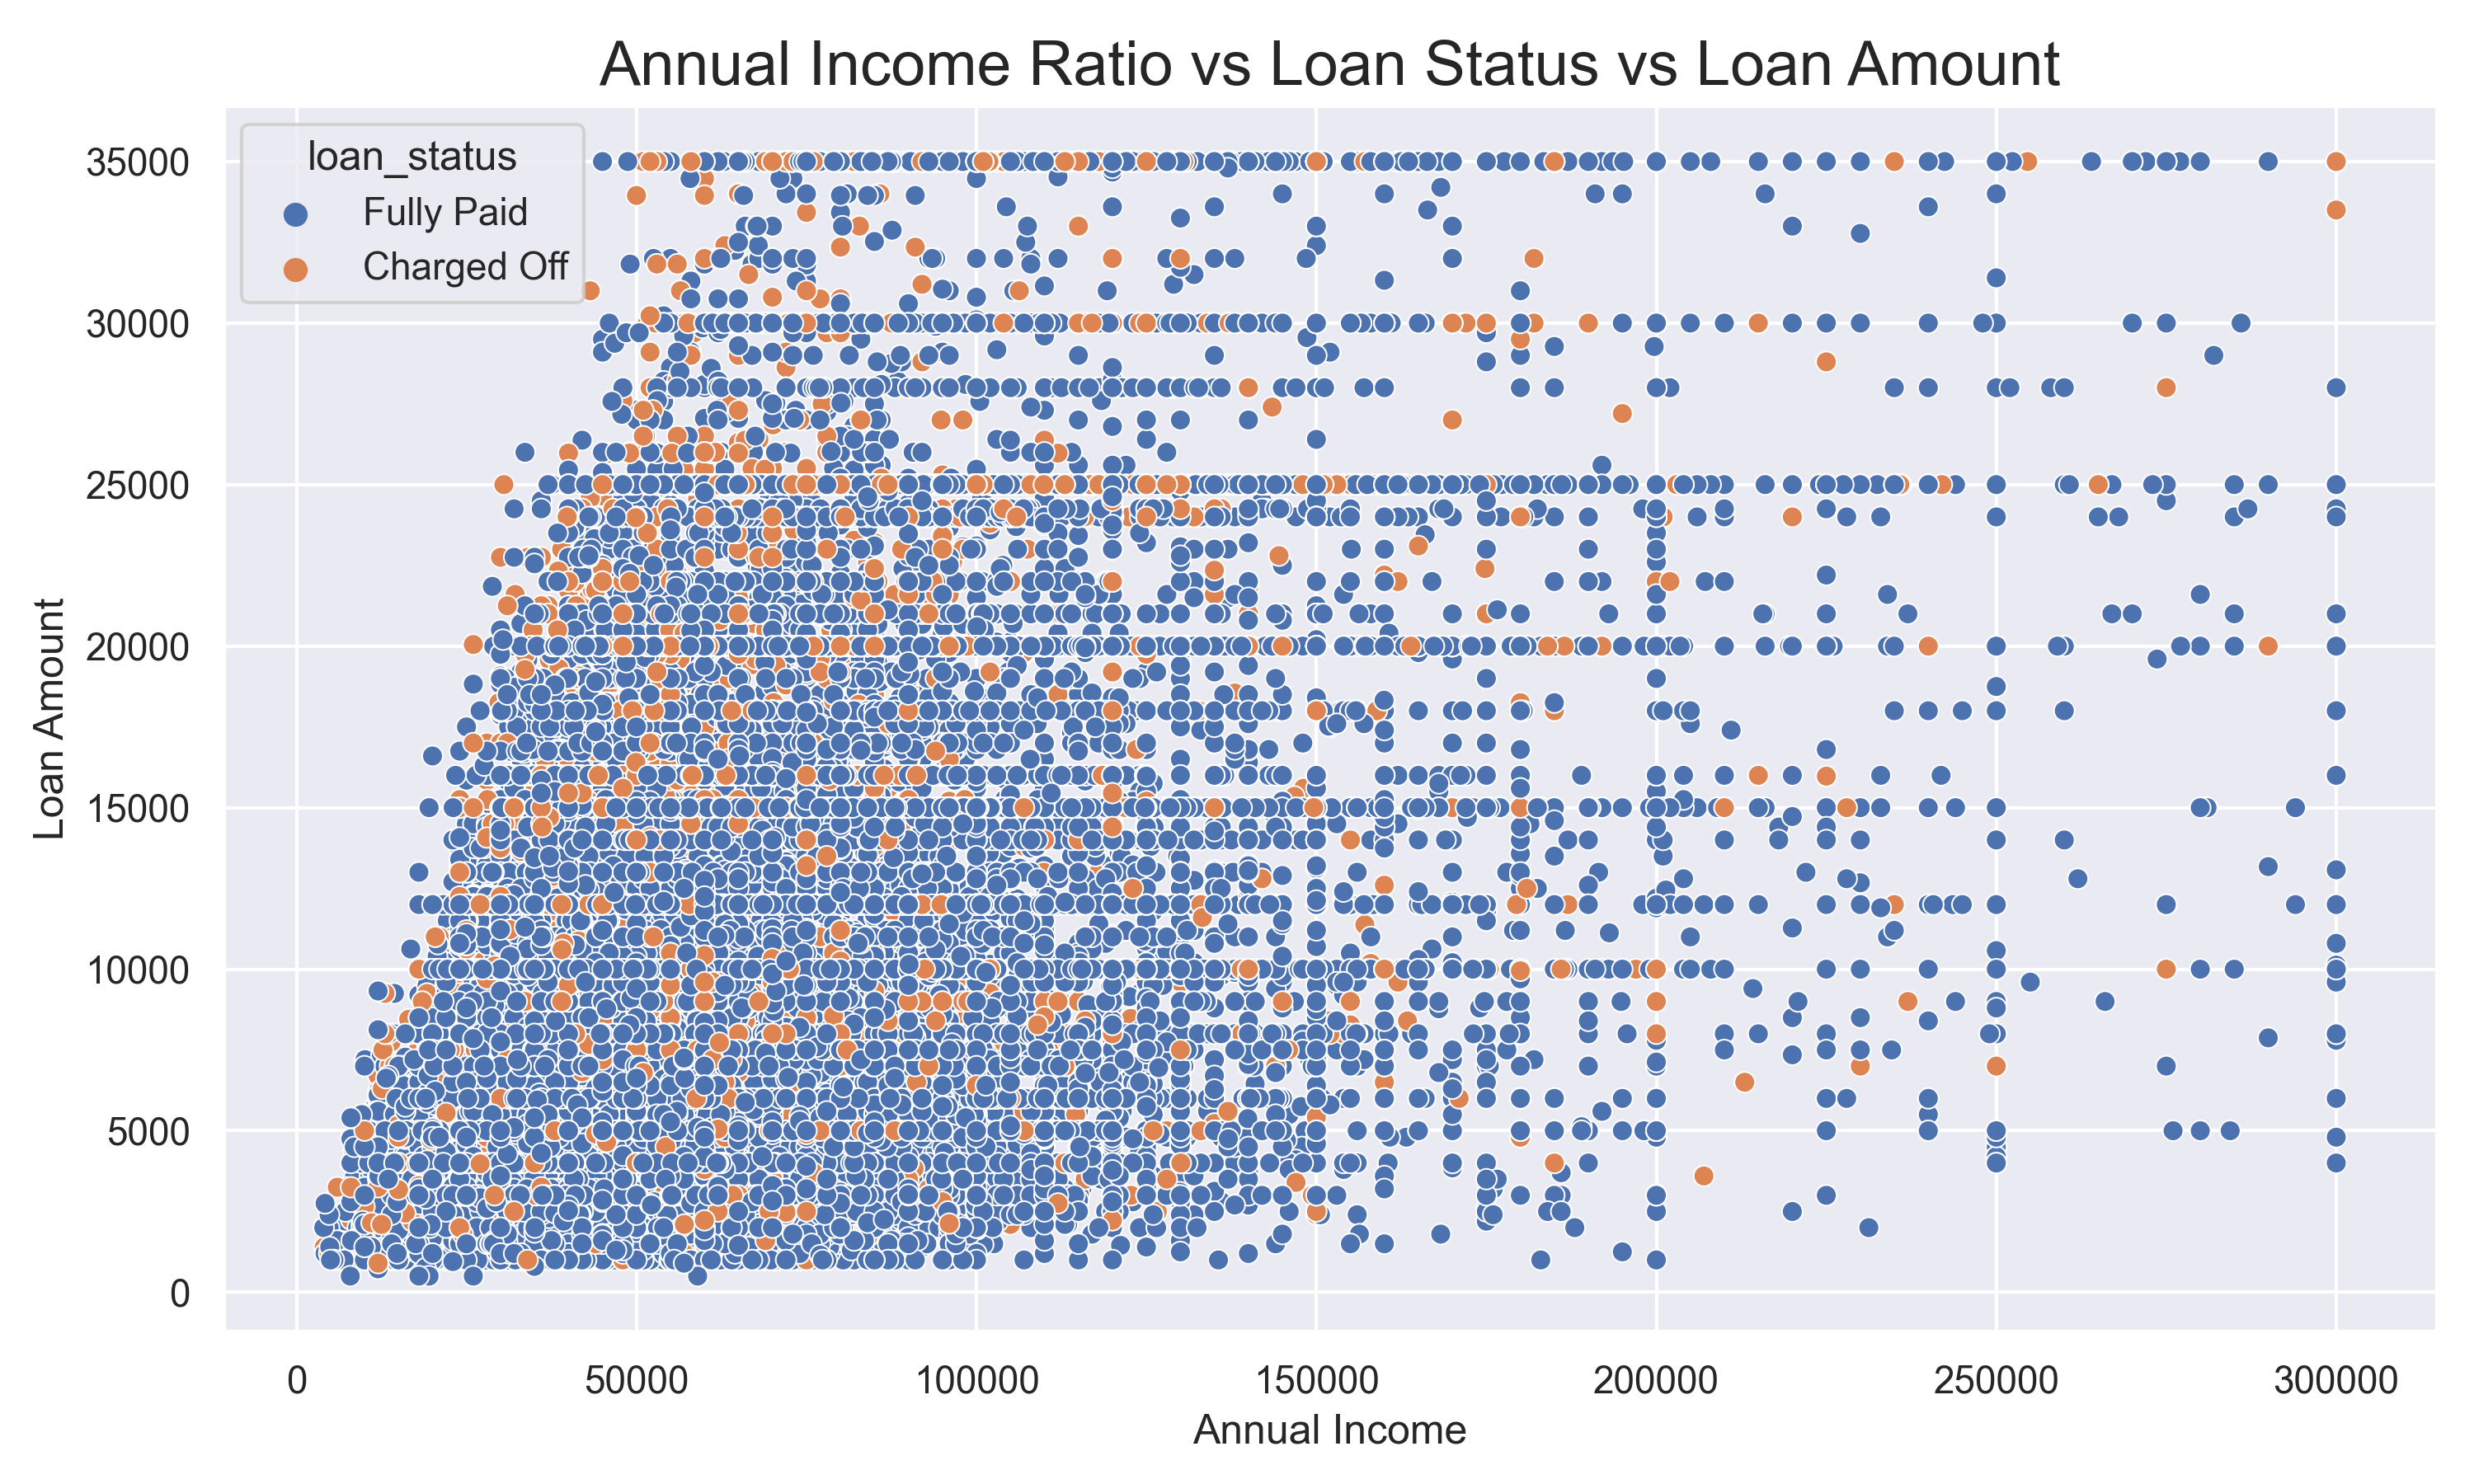 Annual Income Ratio vs Loan Status vs Loan Amount
loan_status
Fully Paid
Charged Off
35000
30000
25000
20000
15000
10000
5000
0
Loan Amount
0 50000 100000 150000 200000 250000 300000
Annual Income